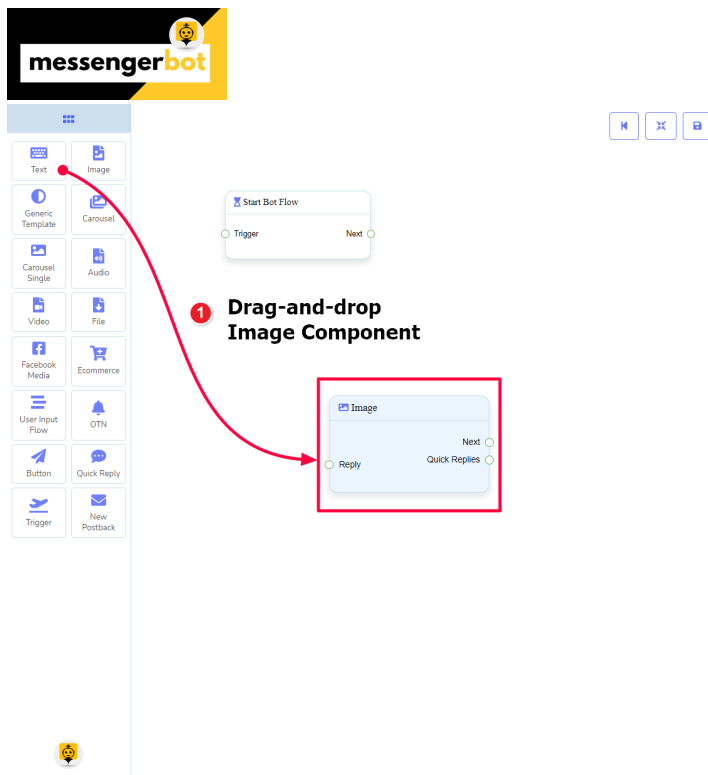 messengerbot
Text
Image
Generic
Template
Carousel
Carousel
Single
Audio
Video
File
Facebook
Media
Ecommerce
User Input
Flow
OTN
Button
Quick Reply
Trigger
New
Postback
Start Bot Flow
Trigger
Next
1
Drag-and-drop
Image Component
Image
Next
Quick Replies
Reply